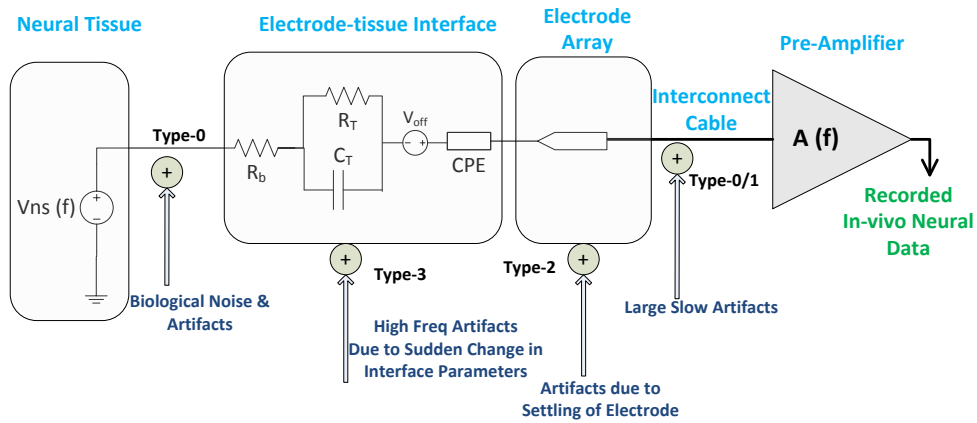 Neural Tissue
Electrode-tissue Interface
Electrode
Array
Pre-Amplifier
Interconnect
Cable
Type-0
R_T
V_off
C_T
R_b
CPE
A (f)
Vns (f)
+
−
− +
+
Type-0/1
+
Type-3
+
Type-2
+
Recorded
In-vivo Neural
Data
Biological Noise &
Artifacts
High Freq Artifacts
Due to Sudden Change in
Interface Parameters
Artifacts due to
Settling of Electrode
Large Slow Artifacts